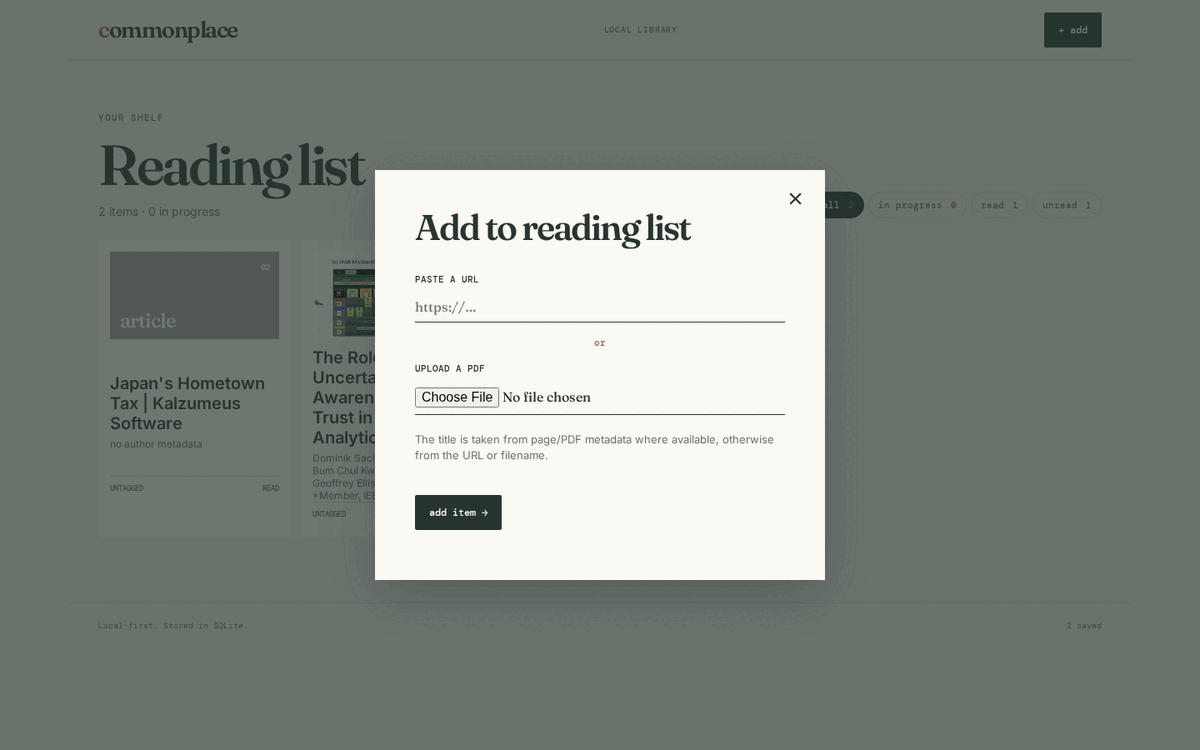 commonplace
LOCAL LIBRARY
+ add
YOUR SHELF
Reading list
2 items · 0 in progress
all 2
in progress 0
read 1
unread 1
02
article
Japan's Hometown
Tax | Kalzumeus
Software
no author metadata
UNTAGGED
READ
The Rol
Uncerta
Awaren
Trust in
Analytic
Dominik Sach
Bum Chul Kw
Geoffrey Ellis
*Member, IEE
UNTAGGED
Add to reading list
PASTE A URL
https://...
or
UPLOAD A PDF
Choose File No file chosen
The title is taken from page/PDF metadata where available, otherwise
from the URL or filename.
add item →
Local-first. Stored in SQLite.
2 saved